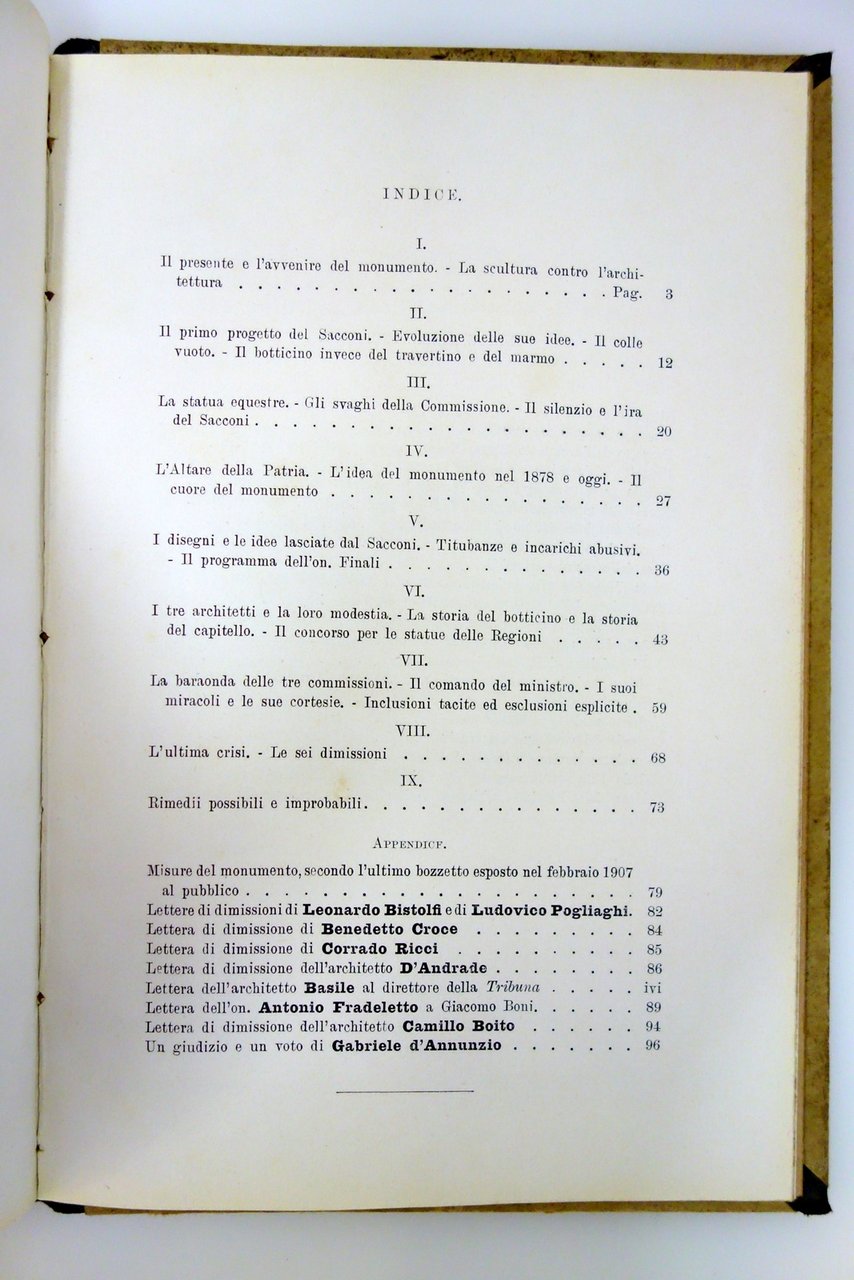 INDICE.
I.
Il presente e l'avvenire del monumento. - La scultura contro l'archi-
tettura . . . . . . . . . . . . . . . . . . . . Pag. 3
II.
Il primo progetto del Sacconi. - Evoluzione delle sue idee. - Il colle
vuoto. - Il botticino invece del travertino e del marmo . . . . . 12
III.
La statua equestre. - Gli svaghi della Commissione. - Il silenzio e l'ira
del Sacconi . . . . . . . . . . . . . . . . . . . . . 20
IV.
L'Altare della Patria. - L'idea del monumento nel 1878 e oggi. - Il
cuore del monumento . . . . . . . . . . . . . . . . . 27
V.
I disegni e le idee lasciate dal Sacconi. - Titubanze e incarichi abusivi.
- Il programma dell'on. Finali . . . . . . . . . . . . . . 36
VI.
I tre architetti e la loro modestia. - La storia del botticino e la storia
del capitello. - Il concorso per le statue delle Regioni . . . . . 43
VII.
La baraonda delle tre commissioni. - Il comando del ministro. - I suoi
miracoli e le sue cortesie. - Inclusioni tacite ed esclusioni esplicite . 59
VIII.
L'ultima crisi. - Le sei dimissioni . . . . . . . . . . . . . 68
IX.
Rimedii possibili e improbabili. . . . . . . . . . . . . . . 73
APPENDICE.
Misure del monumento, secondo l'ultimo bozzetto esposto nel febbraio 1907
al pubblico . . . . . . . . . . . . . . . . . . . . . 79
Lettere di dimissioni di Leonardo Bistolfi e di Ludovico Pogliaghi. 82
Lettera di dimissione di Benedetto Croce . . . . . . . . . 84
Lettera di dimissione di Corrado Ricci . . . . . . . . . . 85
Lettera di dimissione dell'architetto D'Andrade . . . . . . . . 86
Lettera dell'architetto Basile al direttore della Tribuna . . . . . ivi
Lettera dell'on. Antonio Fradeletto a Giacomo Boni. . . . . . 89
Lettera di dimissione dell'architetto Camillo Boito . . . . . . 94
Un giudizio e un voto di Gabriele d'Annunzio . . . . . . . 96